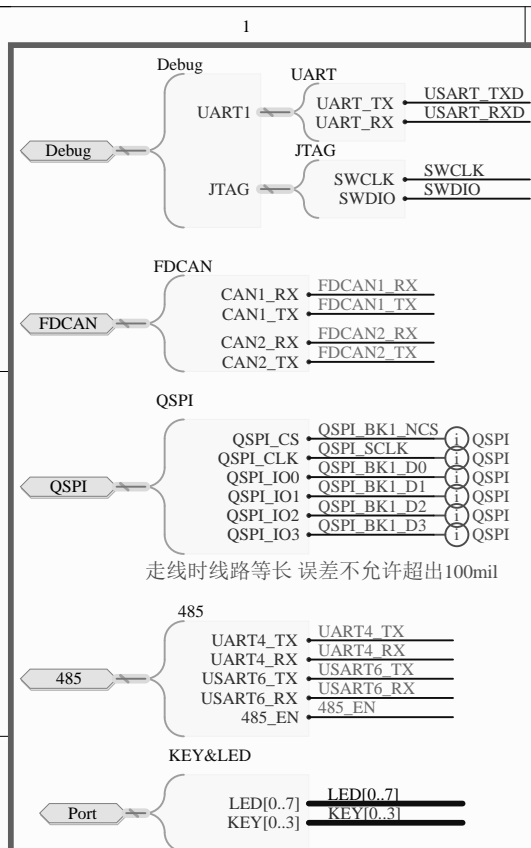 1
Debug
UART
UART1
UART_TX
USART_TXD
UART_RX
USART_RXD
Debug
JTAG
JTAG
SWCLK
SWCLK
SWDIO
SWDIO
FDCAN
CAN1_RX
FDCAN1_RX
CAN1_TX
FDCAN1_TX
FDCAN
CAN2_RX
FDCAN2_RX
CAN2_TX
FDCAN2_TX
QSPI
QSPI_CS
QSPI_BK1_NCS
i QSPI
QSPI_CLK
QSPI_SCLK
i QSPI
QSPI_IO0
QSPI_BK1_D0
i QSPI
QSPI
QSPI_IO1
QSPI_BK1_D1
i QSPI
QSPI_IO2
QSPI_BK1_D2
i QSPI
QSPI_IO3
QSPI_BK1_D3
i QSPI
走线时线路等长 误差不允许超出100mil
485
UART4_TX
UART4_TX
UART4_RX
UART4_RX
485
USART6_TX
USART6_TX
USART6_RX
USART6_RX
485_EN
485_EN
KEY&LED
Port
LED[0..7]
LED[0..7]
KEY[0..3]
KEY[0..3]